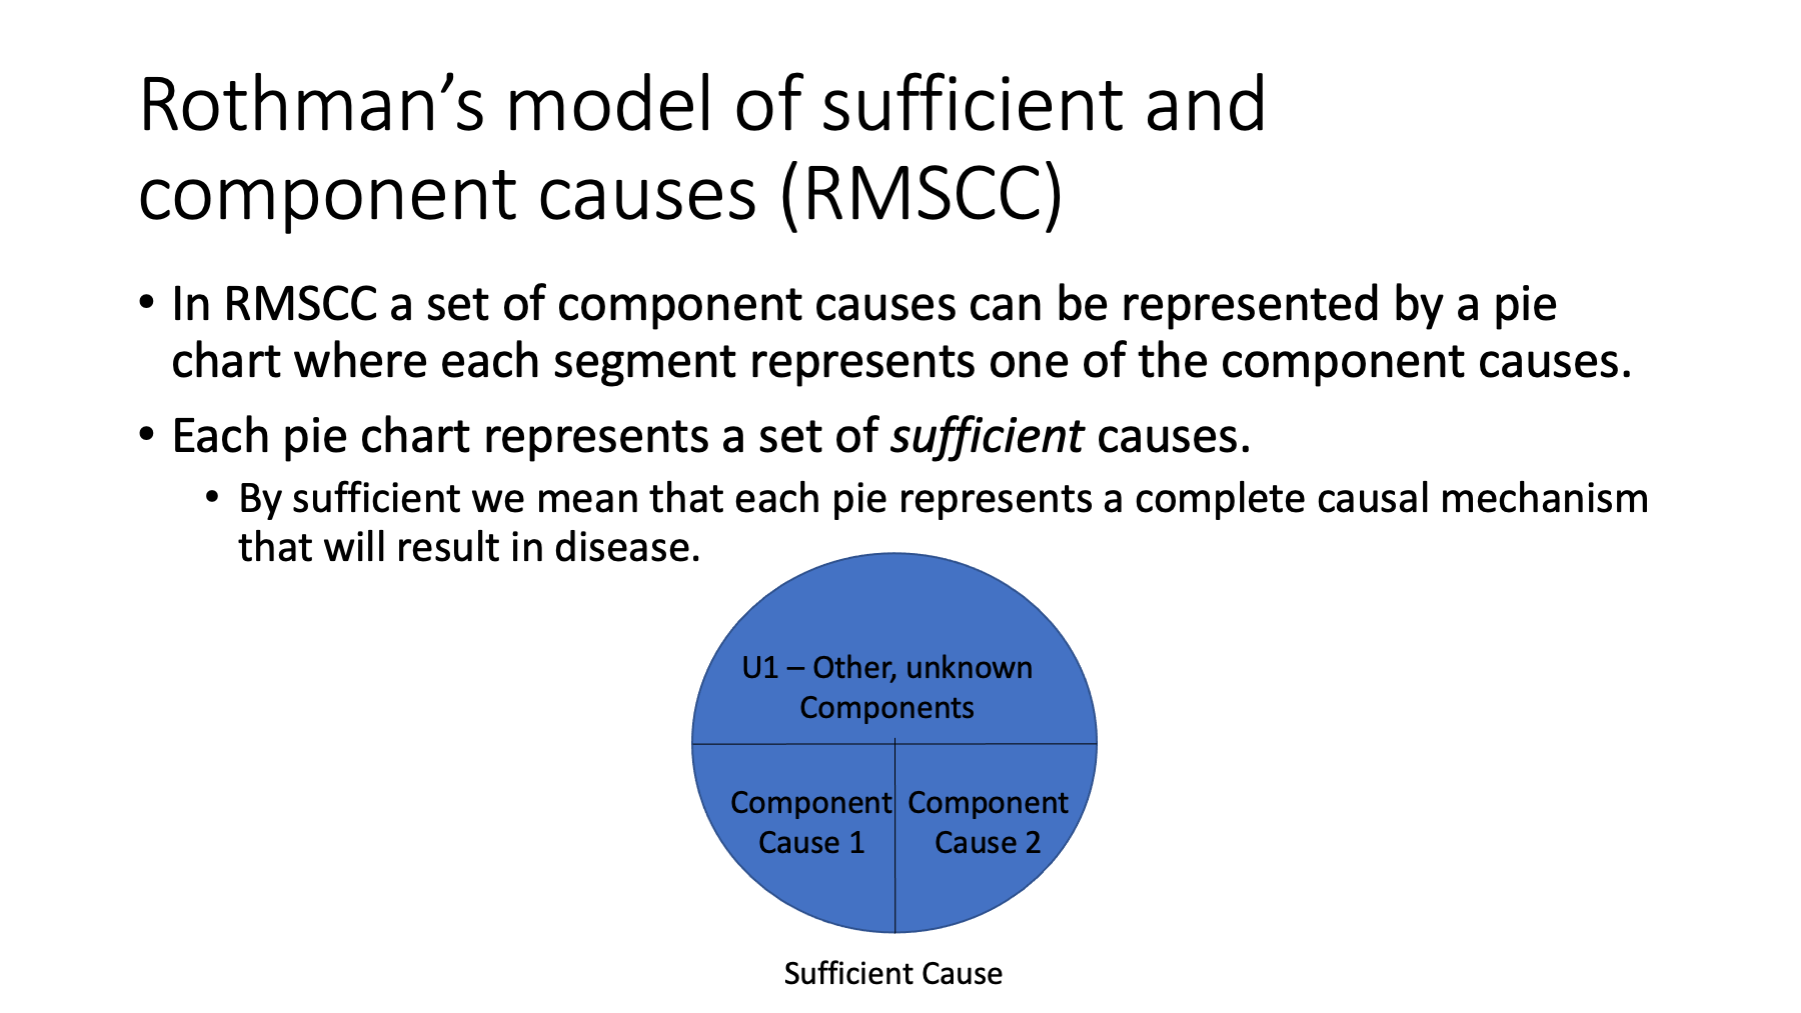 Rothman’s model of sufficient and
component causes (RMSCC)
• In RMSCC a set of component causes can be represented by a pie
chart where each segment represents one of the component causes.
• Each pie chart represents a set of sufficient causes.
• By sufficient we mean that each pie represents a complete causal mechanism
that will result in disease.
U1 – Other, unknown
Components
Component
Cause 1
Component
Cause 2
Sufficient Cause